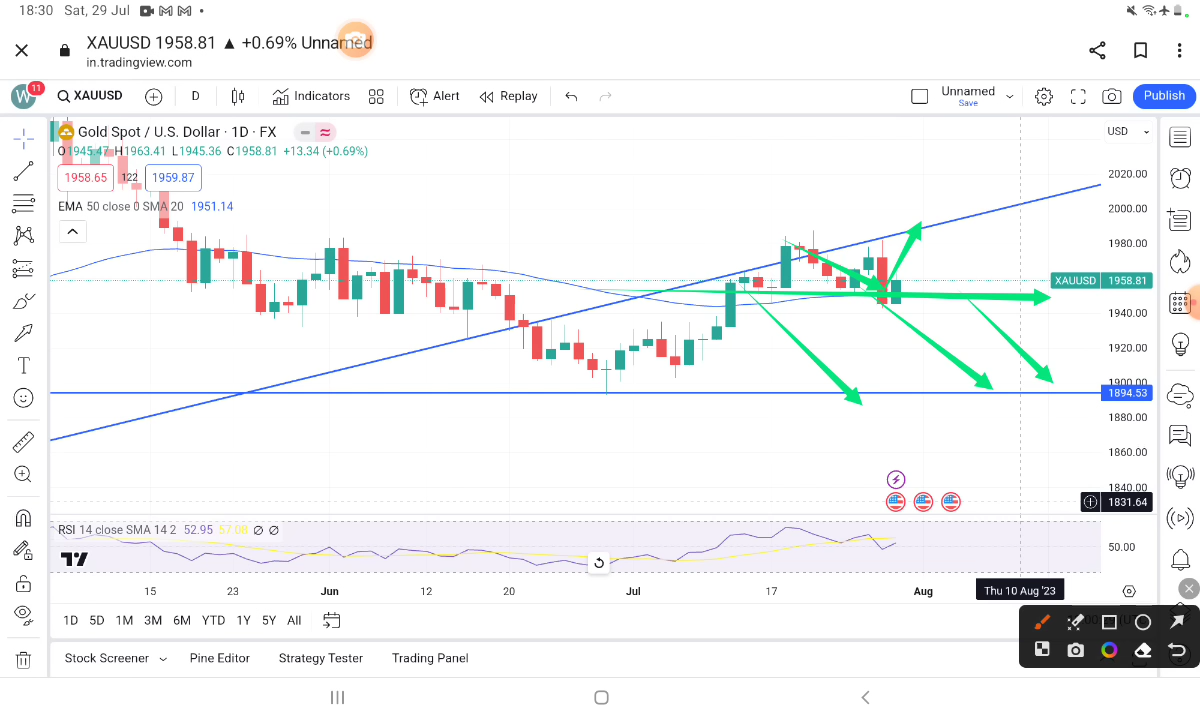 18:30 Sat, 29 Jul
XAUUSD 1958.81 ▲ +0.69% Unnamed
in.tradingview.com
W 11 XAUUSD D Indicators Alert Replay Unnamed Save Publish
Gold Spot / U.S. Dollar · 1D · FX
USD
O1945.47 H1963.41 L1945.36 C1958.81 +13.34 (+0.69%)
1958.65 122 1959.87
EMA 50 close 0 SMA 20 1951.14
2020.00
2000.00
1980.00
XAUUSD 1958.81
1940.00
1920.00
1900.00
1894.53
1880.00
1860.00
1840.00
1831.64
RSI 14 close SMA 14 2 52.95 57.08 ∅ ∅
50.00
15 23 Jun 12 20 Jul 17 Aug Thu 10 Aug '23
1D 5D 1M 3M 6M YTD 1Y 5Y All
Stock Screener Pine Editor Strategy Tester Trading Panel